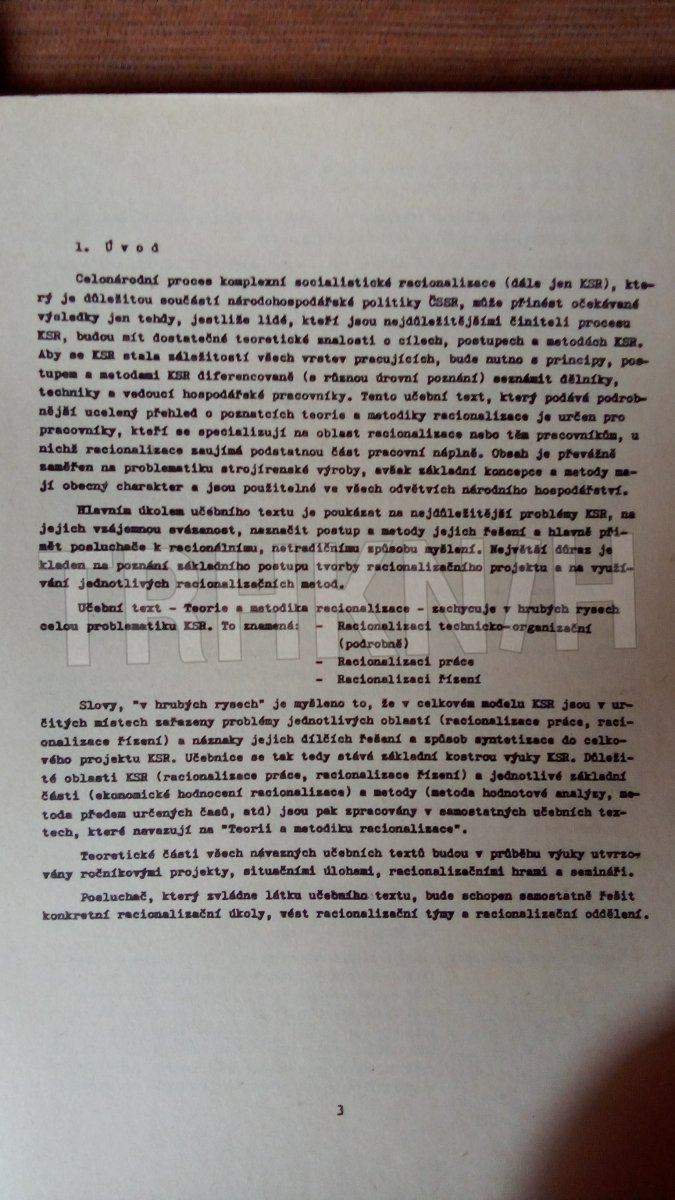 1. Úvod
Celonárodní proces komplexní socialistické racionalizace (dále jen KSR), kte-
rý je důležitou součástí národohospodářské politiky ČSSR, může přinést očekávané
výsledky jen tehdy, jestliže lidé, kteří jsou nejdůležitějšími činiteli procesu
KSR, budou mít dostatečné teoretické znalosti o cílech, postupech a metodách KSR.
Aby se KSR stala záležitostí všech vrstev pracujících, bude nutno s principy, pos-
tupem a metodami KSR diferencovaně (s různou úrovní poznání) seznámit dělníky,
techniky a vedoucí hospodářské pracovníky. Tento učební text, který podává podrob-
nější ucelený přehled o poznatcích teorie a metodiky racionalizace je určen pro
pracovníky, kteří se specializují na oblast racionalizace nebo těm pracovníkům, u
nichž racionalizace zaujímá podstatnou část pracovní náplně. Obsah je převážně
zaměřen na problematiku strojírenské výroby, avšak základní koncepce a metody ma-
jí obecný charakter a jsou použitelné ve všech odvětvích národního hospodářství.
Hlavním úkolem učebního textu je poukázat na nejdůležitější problémy KSR, na
jejich vzájemnou svázanost, naznačit postup a metody jejich řešení a hlavně při-
mět posluchače k racionálnímu, netradičnímu způsobu myšlení. Největší důraz je
kladen na poznání základního postupu tvorby racionalizačního projektu a na využí-
vání jednotlivých racionalizačních metod.
Učební text - Teorie a metodika racionalizace - zachycuje v hrubých rysech
celou problematiku KSR. To znamená: - Racionalizaci technicko-organizační
(podrobně)
- Racionalizaci práce
- Racionalizaci řízení
Slovy, "v hrubých rysech" je myšleno to, že v celkovém modelu KSR jsou v ur-
čitých místech zařazeny problémy jednotlivých oblastí (racionalizace práce, raci-
onalizace řízení) a náznaky jejich dílčích řešení a způsob syntetizace do celko-
vého projektu KSR. Učebnice se tak tedy stává základní kostrou výuky KSR. Důleži-
té oblasti KSR (racionalizace práce, racionalizace řízení) a jednotlivé základní
části (ekonomické hodnocení racionalizace) a metody (metoda hodnotové analýzy, me-
toda předem určených časů, atd) jsou pak zpracovány v samostatných učebních tex-
tech, které navazují na "Teorii a metodiku racionalizace".
Teoretické části všech návazných učebních textů budou v průběhu výuky utvrzo-
vány ročníkovými projekty, situačními úlohami, racionalizačními hrami a semináři.
Posluchač, který zvládne látku učebního textu, bude schopen samostatně řešit
konkretní racionalizační úkoly, vést racionalizační týmy a racionalizační oddělení.
3